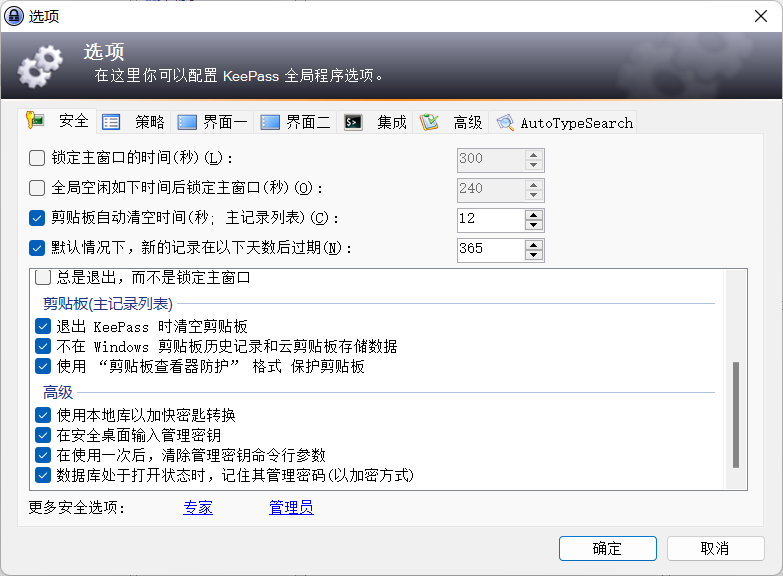 选项
选项
在这里你可以配置 KeePass 全局程序选项。
安全 策略 界面一 界面二 集成 高级 AutoTypeSearch
锁定主窗口的时间(秒)(L): 300
全局空闲如下时间后锁定主窗口(秒)(O): 240
剪贴板自动清空时间(秒; 主记录列表)(C): 12
默认情况下，新的记录在以下天数后过期(N): 365
总是退出，而不是锁定主窗口
剪贴板(主记录列表)
退出 KeePass 时清空剪贴板
不在 Windows 剪贴板历史记录和云剪贴板存储数据
使用 “剪贴板查看器防护” 格式 保护剪贴板
高级
使用本地库以加快密匙转换
在安全桌面输入管理密钥
在使用一次后，清除管理密钥命令行参数
数据库处于打开状态时，记住其管理密码(以加密方式)
更多安全选项: 专家 管理员
确定 取消